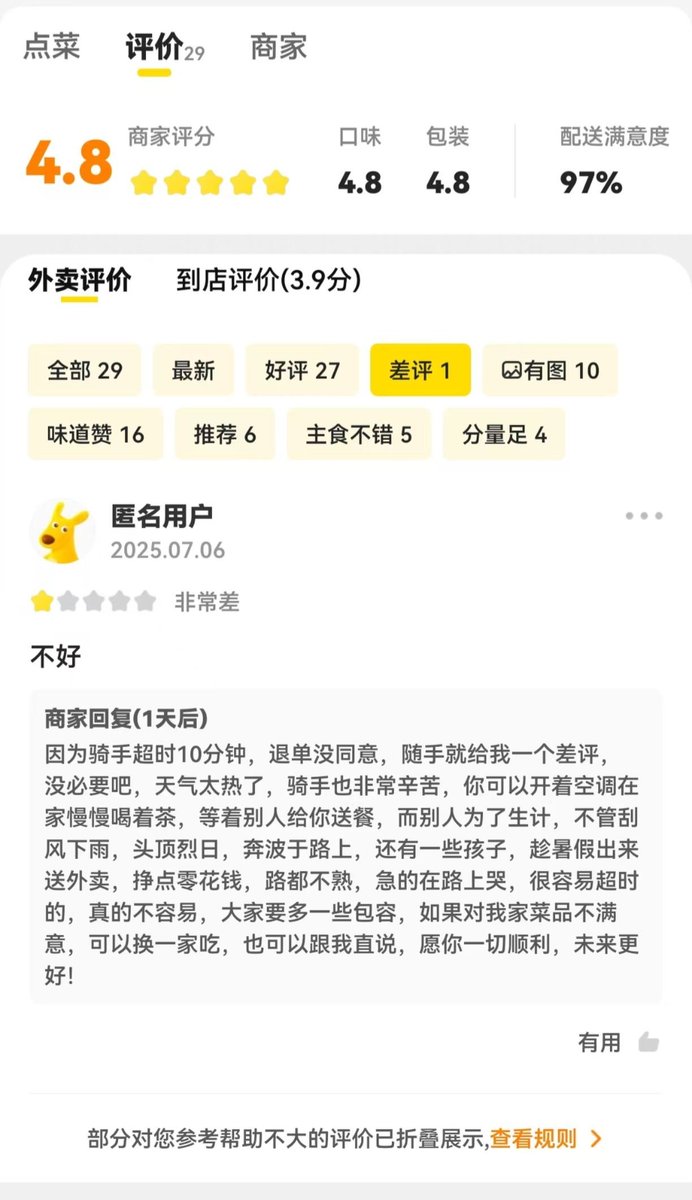 点菜 评价29 商家
4.8 商家评分 口味 4.8 包装 4.8 配送满意度 97%
外卖评价 到店评价(3.9分)
全部 29 最新 好评 27 差评 1 有图 10
味道赞 16 推荐 6 主食不错 5 分量足 4
匿名用户
2025.07.06
非常差
不好
商家回复(1天后)
因为骑手超时10分钟，退单没同意，随手就给我一个差评，
没必要吧，天气太热了，骑手也非常辛苦，你可以开着空调在
家慢慢喝着茶，等着别人给你送餐，而别人为了生计，不管刮
风下雨，头顶烈日，奔波于路上，还有一些孩子，趁暑假出来
送外卖，挣点零花钱，路都不熟，急的在路上哭，很容易超时
的，真的不容易，大家要多一些包容，如果对我家菜品不满
意，可以换一家吃，也可以跟我直说，愿你一切顺利，未来更
好！
有用
部分对您参考帮助不大的评价已折叠展示,查看规则